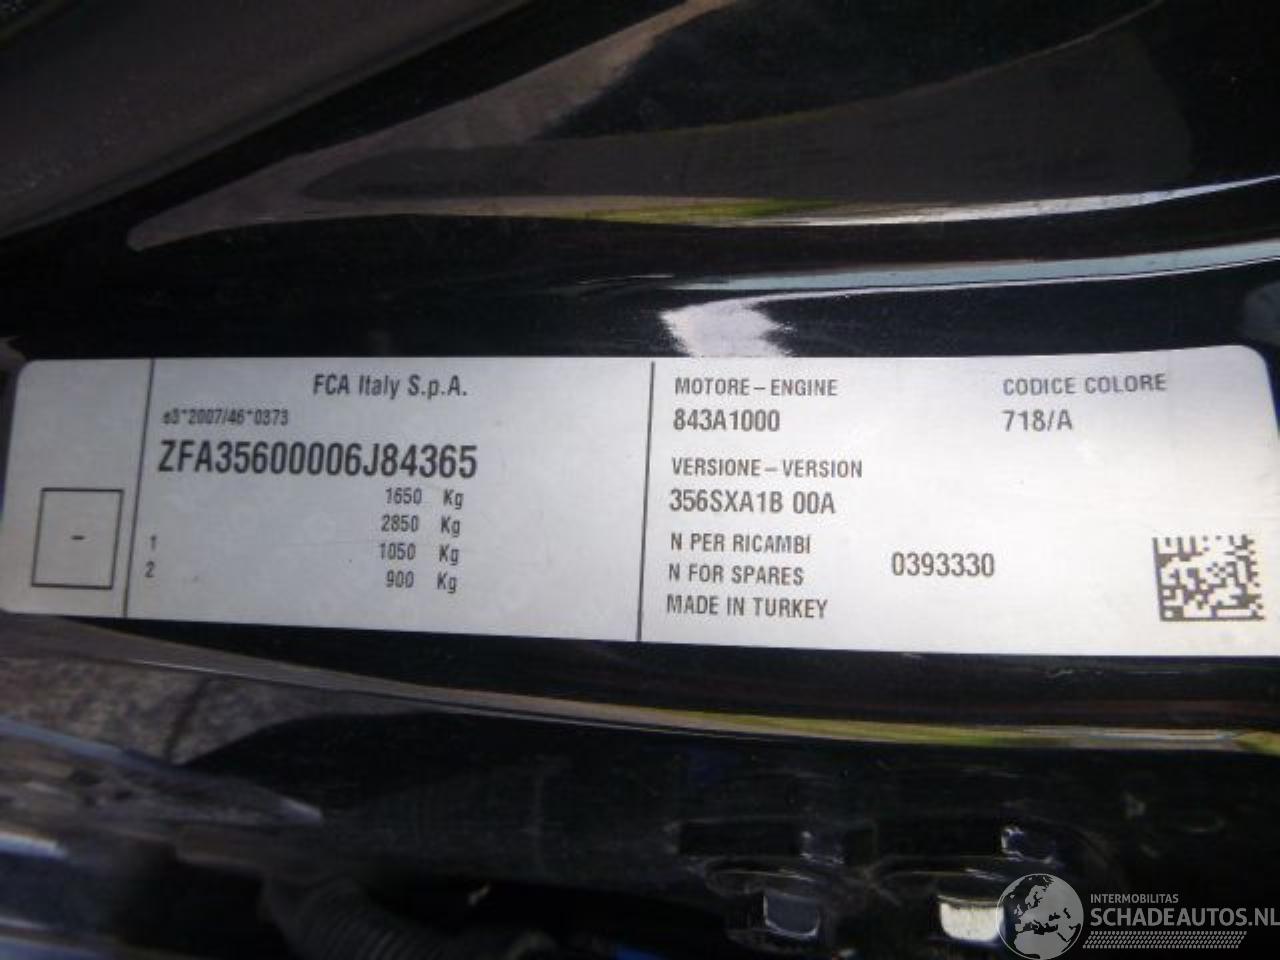 FCA Italy S.p.A.
e3*2007/46*0373
ZFA35600006J84365
1650 Kg
2850 Kg
1 1050 Kg
2 900 Kg
-
MOTORE - ENGINE
843A1000
CODICE COLORE
718/A
VERSIONE - VERSION
356SXA1B 00A
N PER RICAMBI
N FOR SPARES
0393330
MADE IN TURKEY
INTERMOBILITAS
SCHADEAUTOS.NL